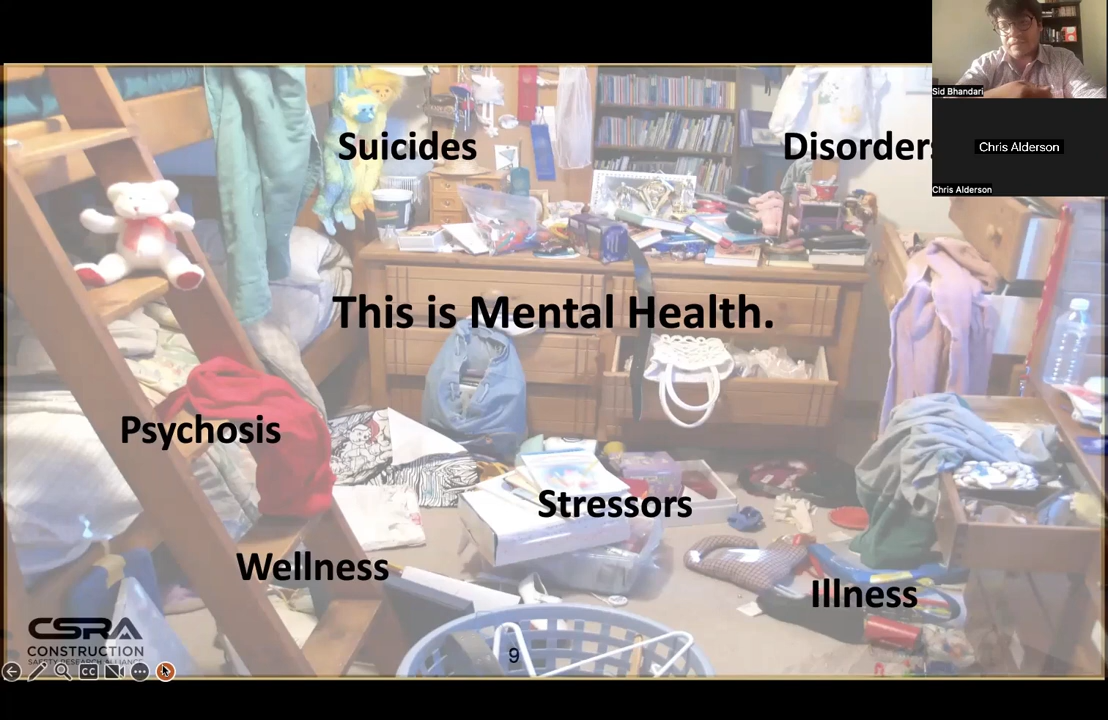 Sid Bhandari
Suicides
Disorders
Chris Alderson
Chris Alderson
This is Mental Health.
Psychosis
Stressors
Wellness
Illness
CSRA
CONSTRUCTION
SAFETY RESEARCH ALLIANCE
9
CC